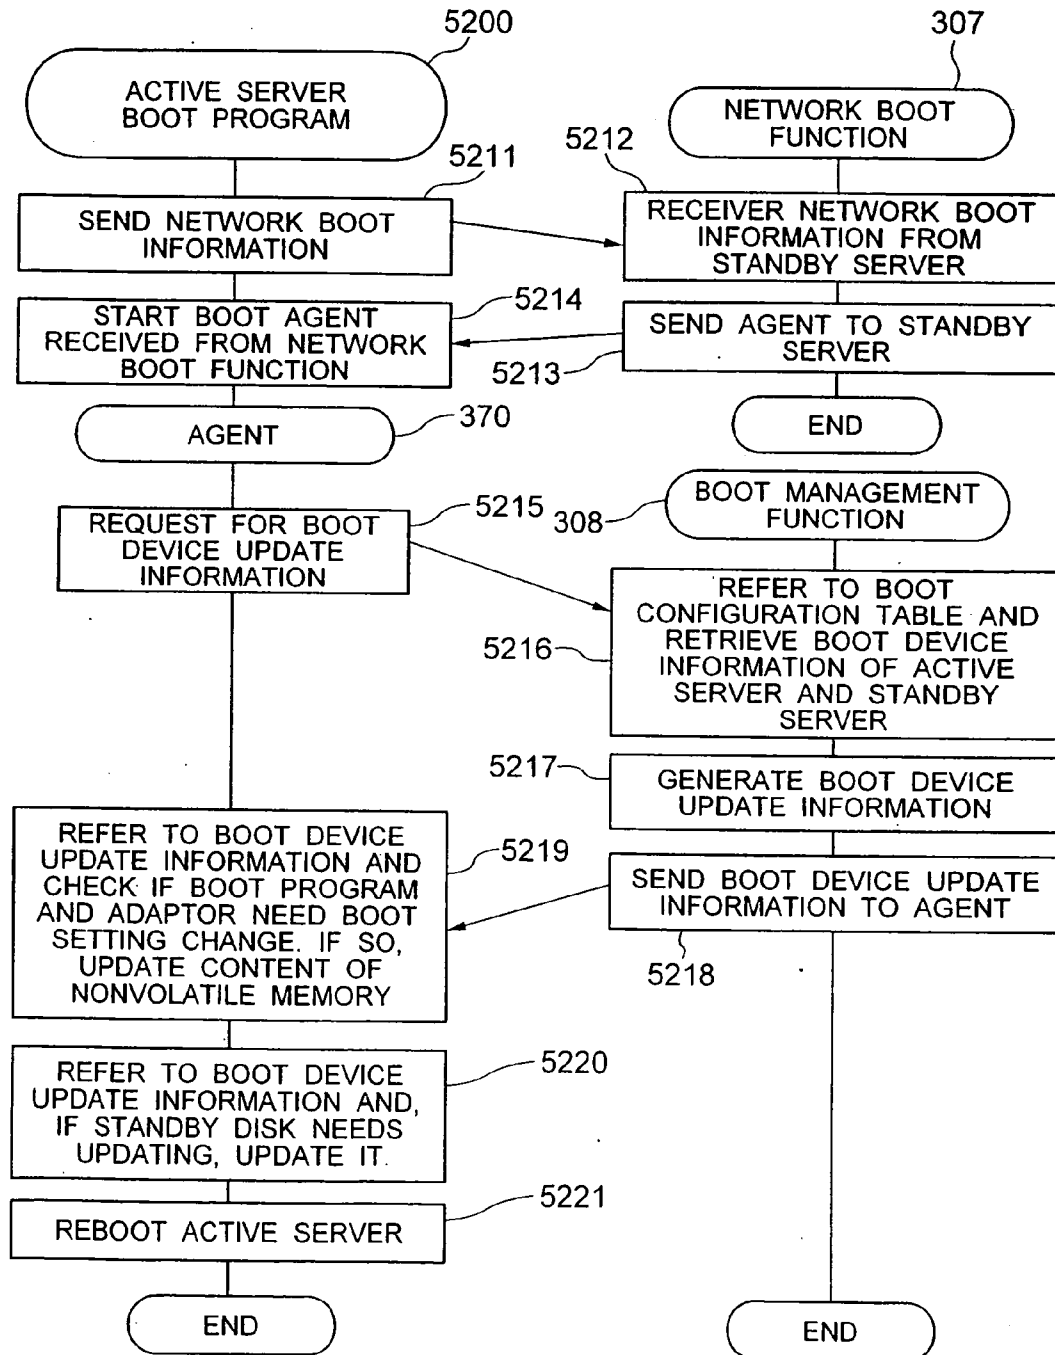 5200
ACTIVE SERVER
BOOT PROGRAM
307
NETWORK BOOT
FUNCTION
5211
SEND NETWORK BOOT
INFORMATION
5212
RECEIVER NETWORK BOOT
INFORMATION FROM
STANDBY SERVER
5214
START BOOT AGENT
RECEIVED FROM NETWORK
BOOT FUNCTION
SEND AGENT TO STANDBY
SERVER
5213
AGENT
370
END
BOOT MANAGEMENT
FUNCTION
308
5215
REQUEST FOR BOOT
DEVICE UPDATE
INFORMATION
REFER TO BOOT
CONFIGURATION TABLE AND
RETRIEVE BOOT DEVICE
INFORMATION OF ACTIVE
SERVER AND STANDBY
SERVER
5216
5217
GENERATE BOOT DEVICE
UPDATE INFORMATION
REFER TO BOOT DEVICE
UPDATE INFORMATION AND
CHECK IF BOOT PROGRAM
AND ADAPTOR NEED BOOT
SETTING CHANGE. IF SO,
UPDATE CONTENT OF
NONVOLATILE MEMORY
5219
SEND BOOT DEVICE UPDATE
INFORMATION TO AGENT
5218
REFER TO BOOT DEVICE
UPDATE INFORMATION AND,
IF STANDBY DISK NEEDS
UPDATING, UPDATE IT.
5220
REBOOT ACTIVE SERVER
5221
END
END